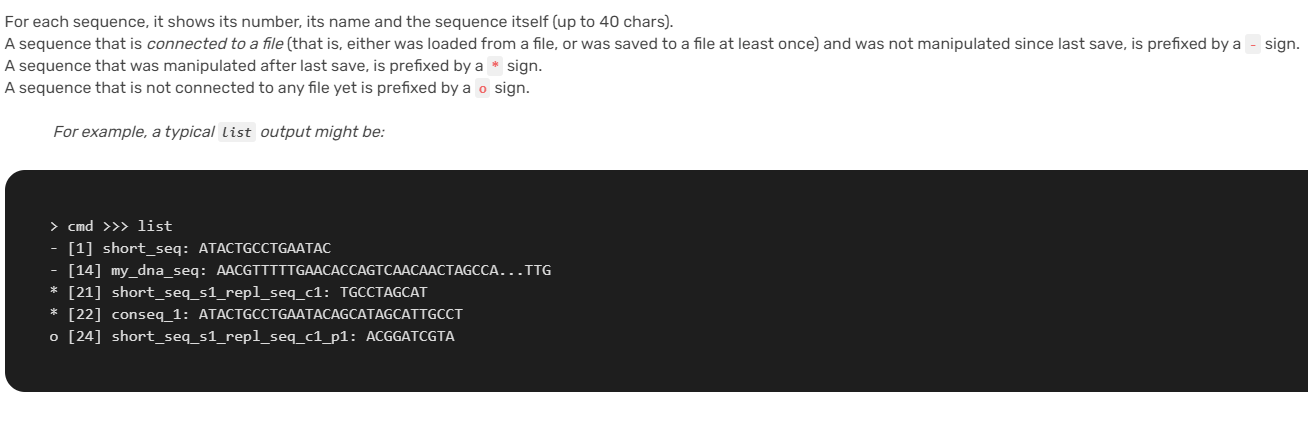 For each sequence, it shows its number, its name and the sequence itself (up to 40 chars).
A sequence that is connected to a file (that is, either was loaded from a file, or was saved to a file at least once) and was not manipulated since last save, is prefixed by a - sign.
A sequence that was manipulated after last save, is prefixed by a * sign.
A sequence that is not connected to any file yet is prefixed by a o sign.
For example, a typical list output might be:
> cmd >>> list
- [1] short_seq: ATACTGCCTGAATAC
- [14] my_dna_seq: AACGTTTTTGAACACCAGTCAACAACTAGCCA...TTG
* [21] short_seq_s1_repl_seq_c1: TGCCTAGCAT
* [22] conseq_1: ATACTGCCTGAATACAGCATAGCATTGCCT
o [24] short_seq_s1_repl_seq_c1_p1: ACGGATCGTA